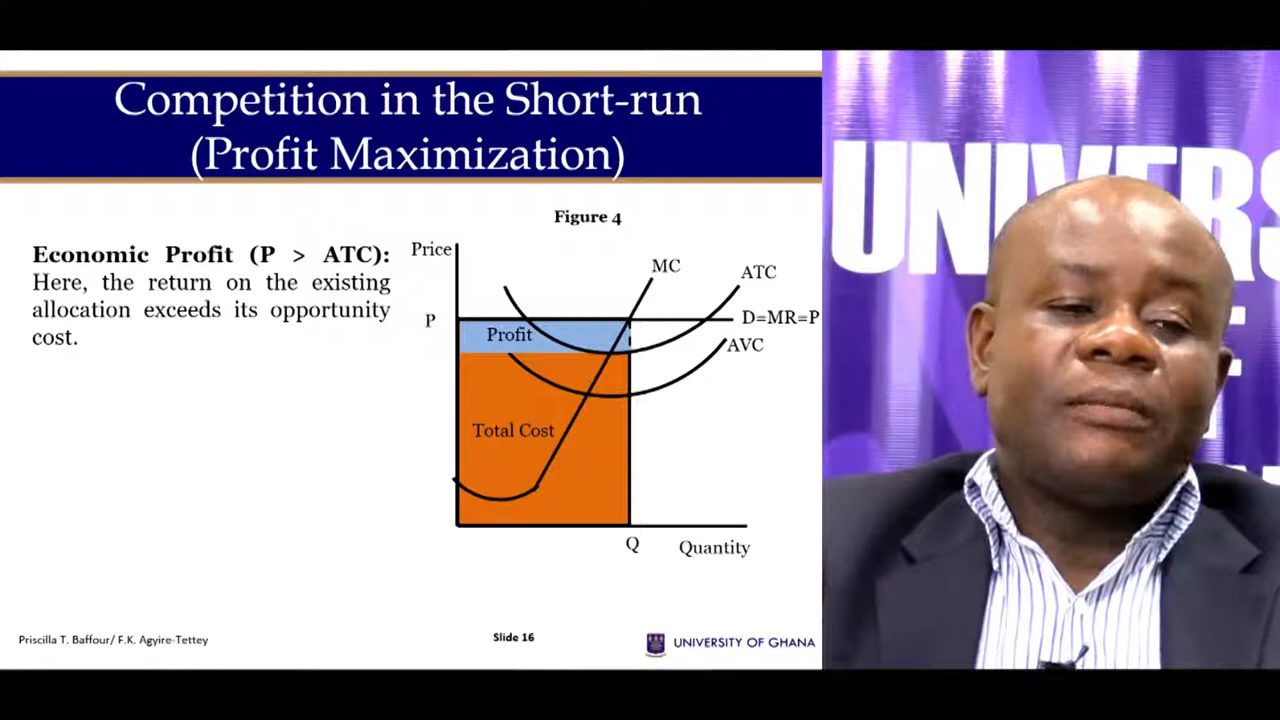 Competition in the Short-run
(Profit Maximization)
Figure 4
Economic Profit (P > ATC):
Here, the return on the existing
allocation exceeds its opportunity
cost.
Price
MC
ATC
P
D=MR=P
Profit
AVC
Total Cost
Q
Quantity
Priscilla T. Baffour/ F.K. Agyire-Tettey
Slide 16
UNIVERSITY OF GHANA
UNIVERS